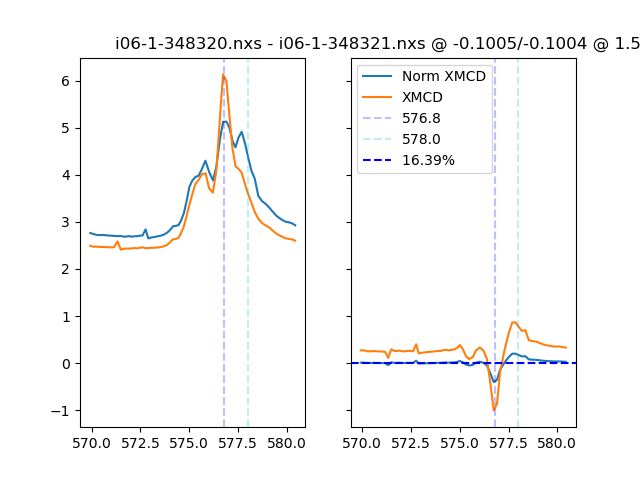 i06-1-348320.nxs - i06-1-348321.nxs @ -0.1005/-0.1004 @ 1.5
6
5
4
3
2
1
0
−1
570.0 572.5 575.0 577.5 580.0
Norm XMCD
XMCD
576.8
578.0
16.39%
570.0 572.5 575.0 577.5 580.0